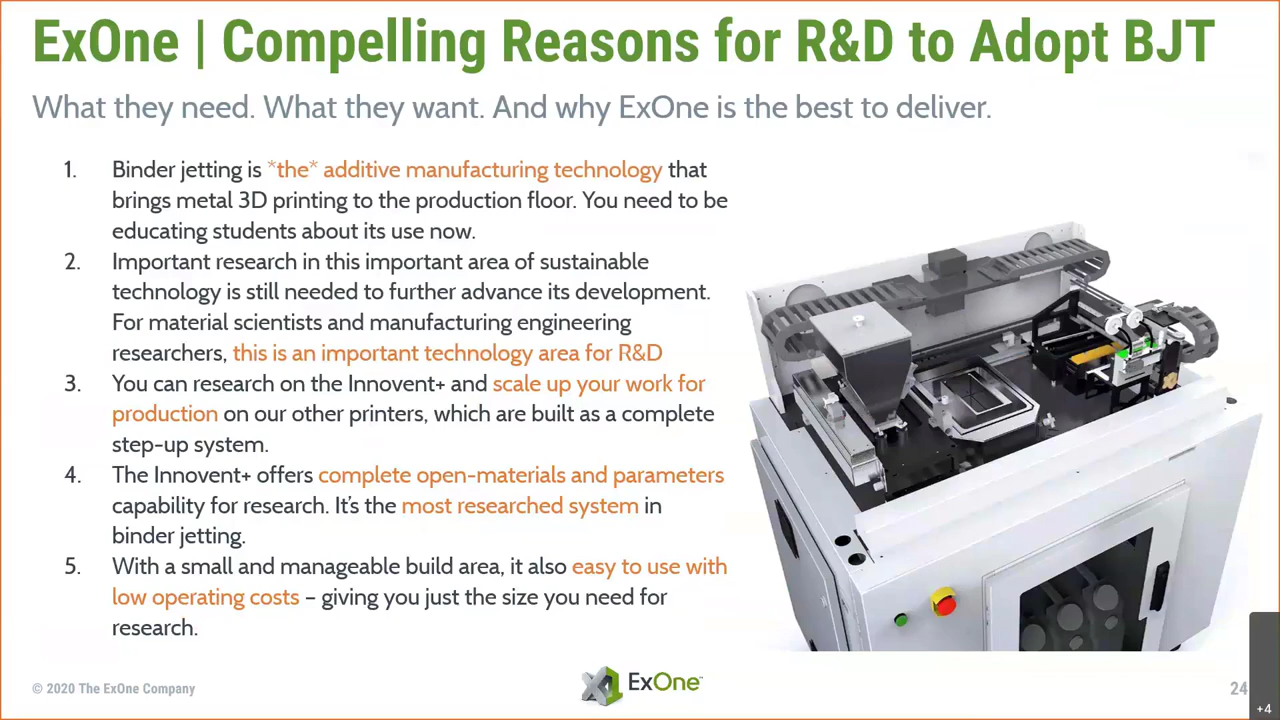 ExOne | Compelling Reasons for R&D to Adopt BJT
What they need. What they want. And why ExOne is the best to deliver.
1. Binder jetting is *the* additive manufacturing technology that
brings metal 3D printing to the production floor. You need to be
educating students about its use now.
2. Important research in this important area of sustainable
technology is still needed to further advance its development.
For material scientists and manufacturing engineering
researchers, this is an important technology area for R&D
3. You can research on the Innovent+ and scale up your work for
production on our other printers, which are built as a complete
step-up system.
4. The Innovent+ offers complete open-materials and parameters
capability for research. It's the most researched system in
binder jetting.
5. With a small and manageable build area, it also easy to use with
low operating costs – giving you just the size you need for
research.
© 2020 The ExOne Company
X1 ExOne™
24
+4